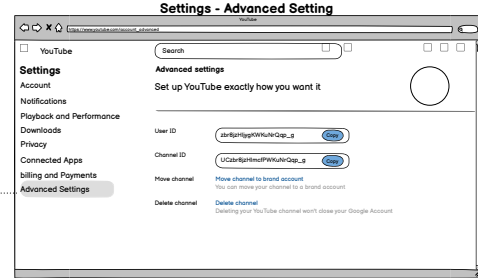 Settings - Advanced Setting
YouTube
https://www.youtube.com/account_advanced
YouTube
Search
Settings
Account
Notifications
Playback and Performance
Downloads
Privacy
Connected Apps
billing and Payments
Advanced Settings
Advanced settings
Set up YouTube exactly how you want it
User ID
zbr8jzHIjygKWKuNrQqp_g
Copy
Channel ID
UCzbr8jzHImcfPWKuNrQqp_g
Copy
Move channel
Move channel to brand account
You can move your channel to a brand account
Delete channel
Delete channel
Deleting your YouTube channel won't close your Google Account